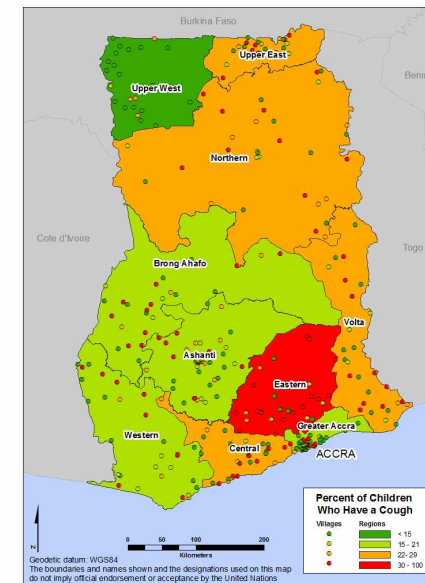 Burkina Faso
Upper East
Benin
Upper West
Northern
Cote d'Ivoire
Togo
Brong Ahafo
Volta
Ashanti
Eastern
Greater Accra
Western
Central
ACCRA
Percent of Children
Who Have a Cough
Villages Regions
< 15
15 - 21
22 - 29
30 - 100
N
0 50 100 200
Kilometers
Geodetic datum: WGS84
The boundaries and names shown and the designations used on this map
do not imply official endorsement or acceptance by the United Nations